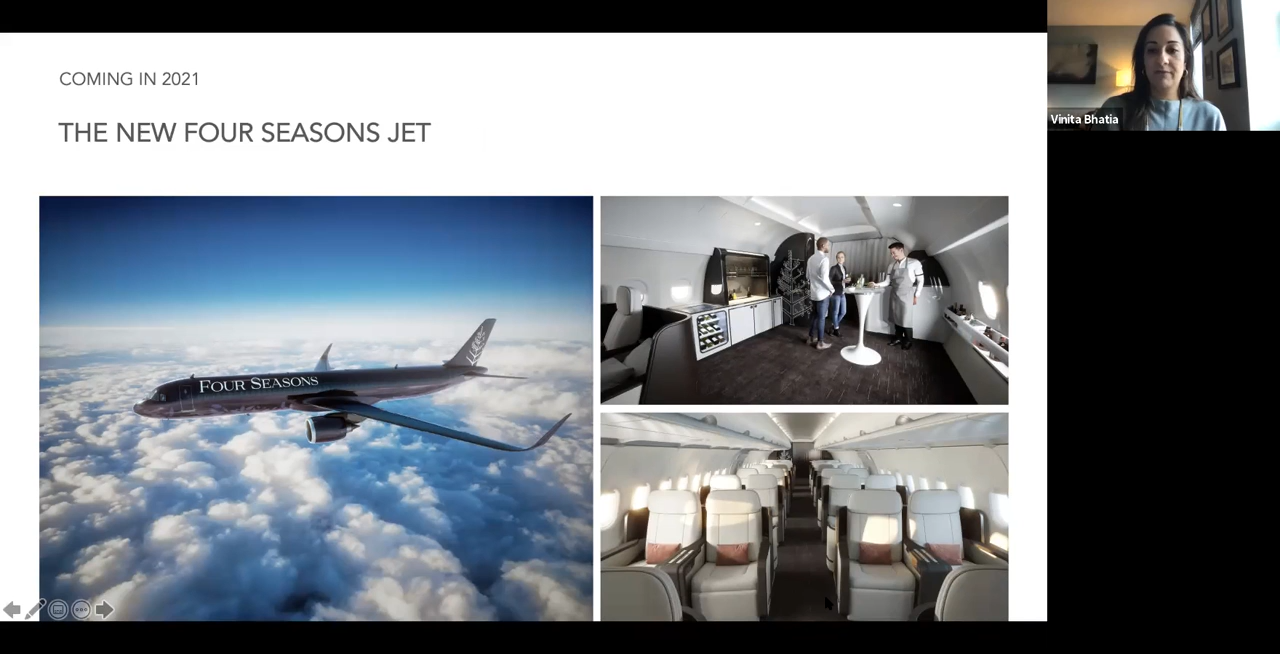 COMING IN 2021
THE NEW FOUR SEASONS JET
FOUR SEASONS
Vinita Bhatia